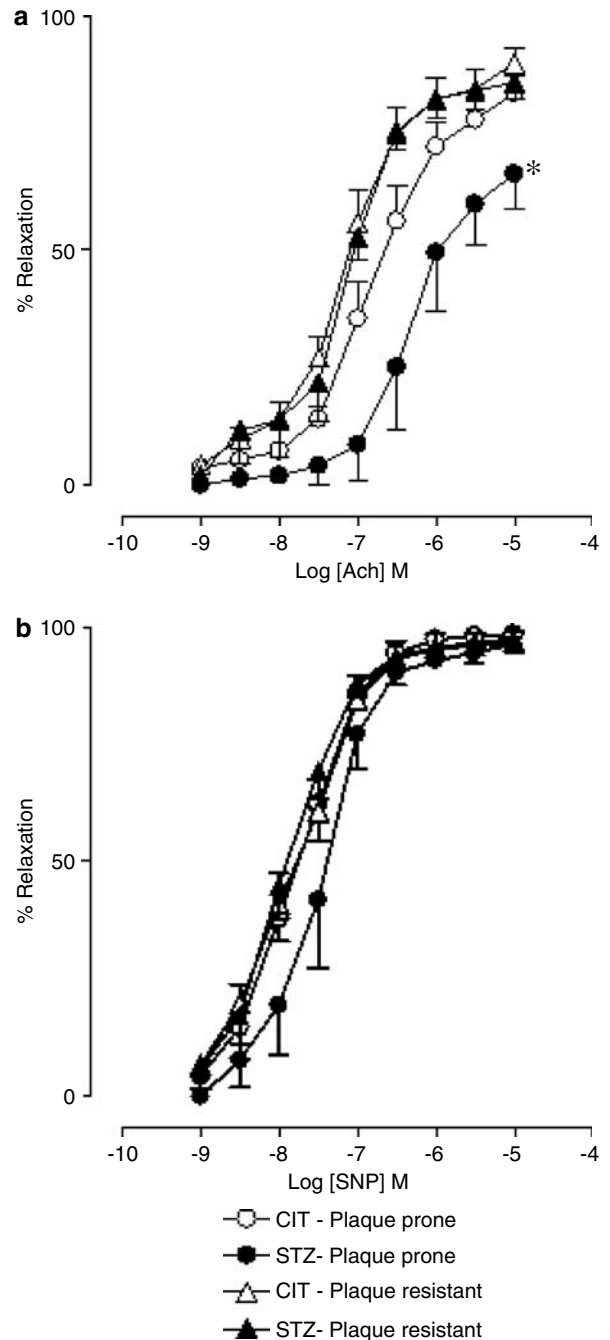 a
100
50
0
% Relaxation
*
-10 -9 -8 -7 -6 -5 -4
Log [Ach] M
b
100
50
0
% Relaxation
-10 -9 -8 -7 -6 -5 -4
Log [SNP] M
CIT - Plaque prone
STZ- Plaque prone
CIT - Plaque resistant
STZ- Plaque resistant